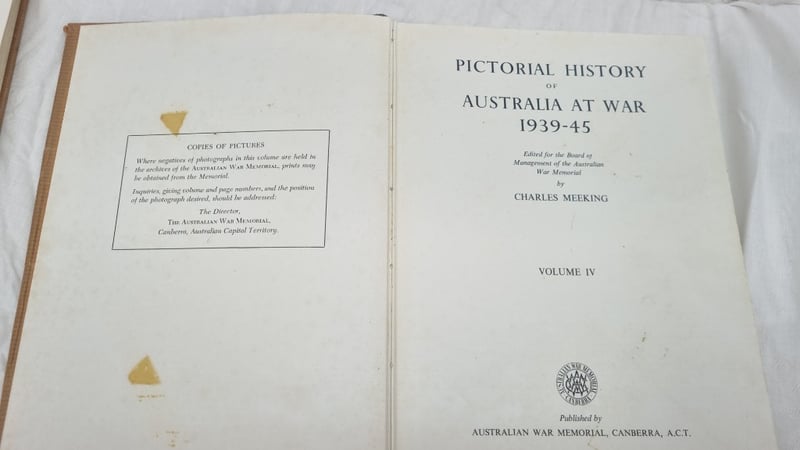 COPIES OF PICTURES
Where negatives of photographs in this volume are held in
the archives of the AUSTRALIAN WAR MEMORIAL, prints may
be obtained from the Memorial.
Inquiries, giving volume and page numbers, and the position
of the photograph desired, should be addressed:
The Director,
THE AUSTRALIAN WAR MEMORIAL,
Canberra, Australian Capital Territory.
PICTORIAL HISTORY
OF
AUSTRALIA AT WAR
1939-45
Edited for the Board of
Management of the Australian
War Memorial
by
CHARLES MEEKING
VOLUME IV
AUSTRALIAN WAR MEMORIAL
CANBERRA
Published by
AUSTRALIAN WAR MEMORIAL, CANBERRA, A.C.T.